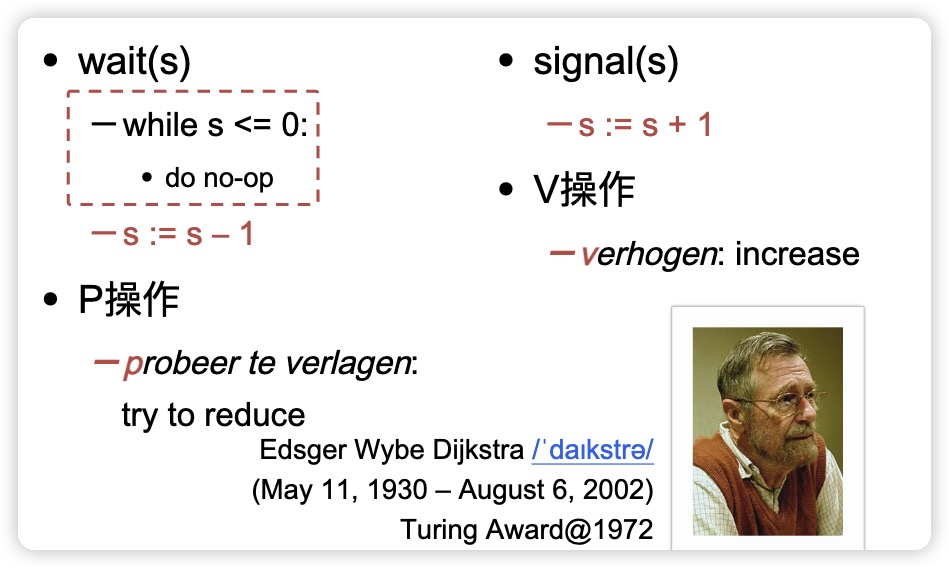 • wait(s)
– while s <= 0:
• do no-op
– s := s – 1
• P操作
– probeer te verlagen:
try to reduce
• signal(s)
– s := s + 1
• V操作
– verhogen: increase
Edsger Wybe Dijkstra /ˈdaɪkstrə/
(May 11, 1930 – August 6, 2002)
Turing Award@1972